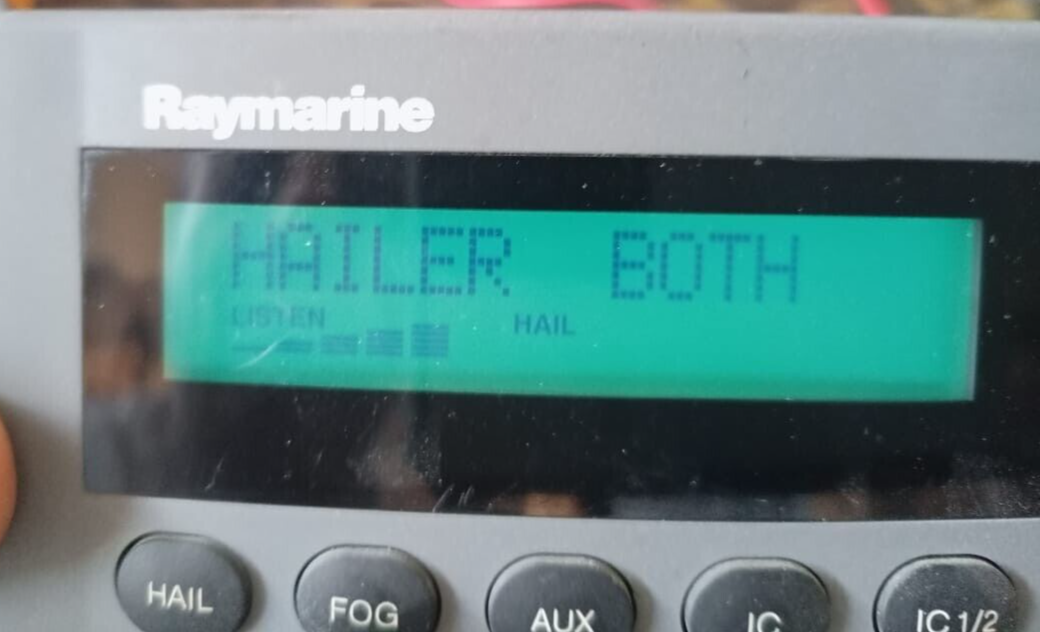 Raymarine
HAILER BOTH
LISTEN HAIL
HAIL FOG AUX IC IC 1/2